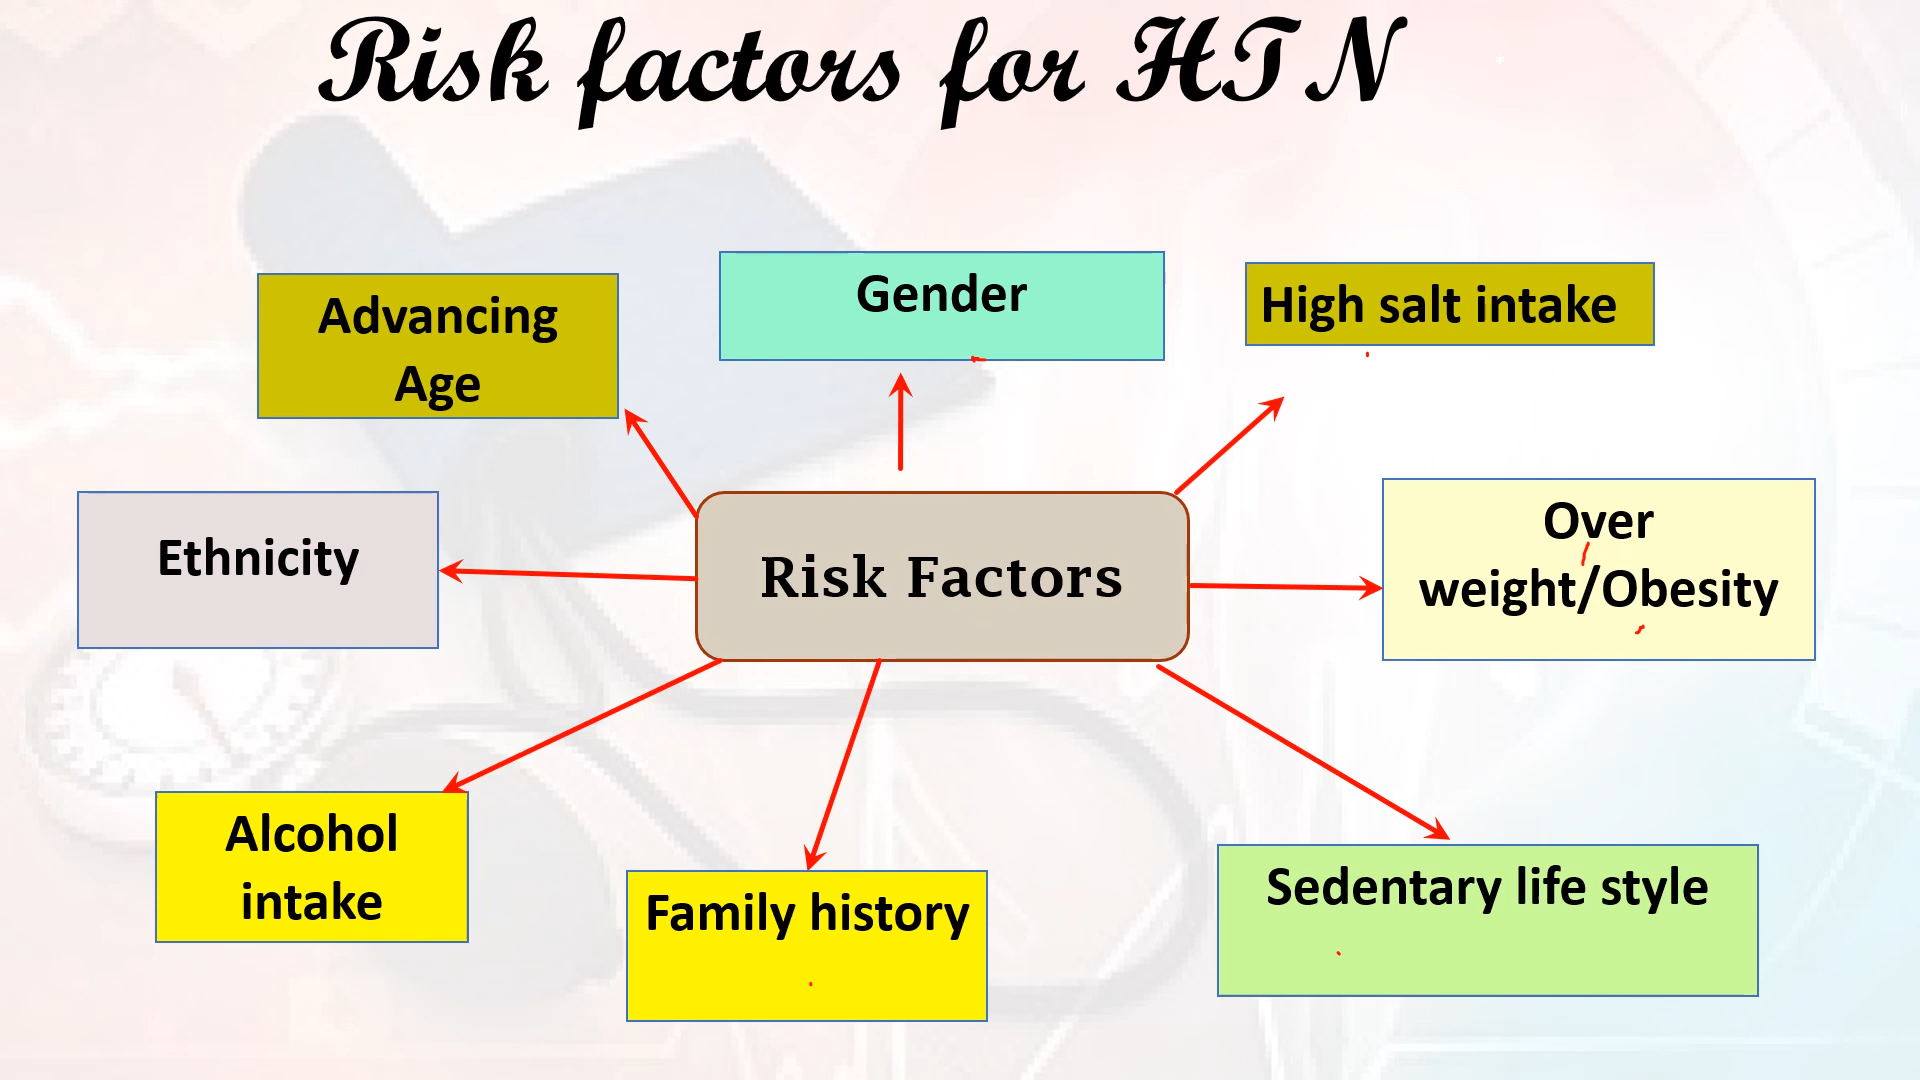 Risk factors for HTN
Advancing
Age
Gender
High salt intake
Ethnicity
Risk Factors
Over
weight/Obesity
Alcohol
intake
Family history
Sedentary life style